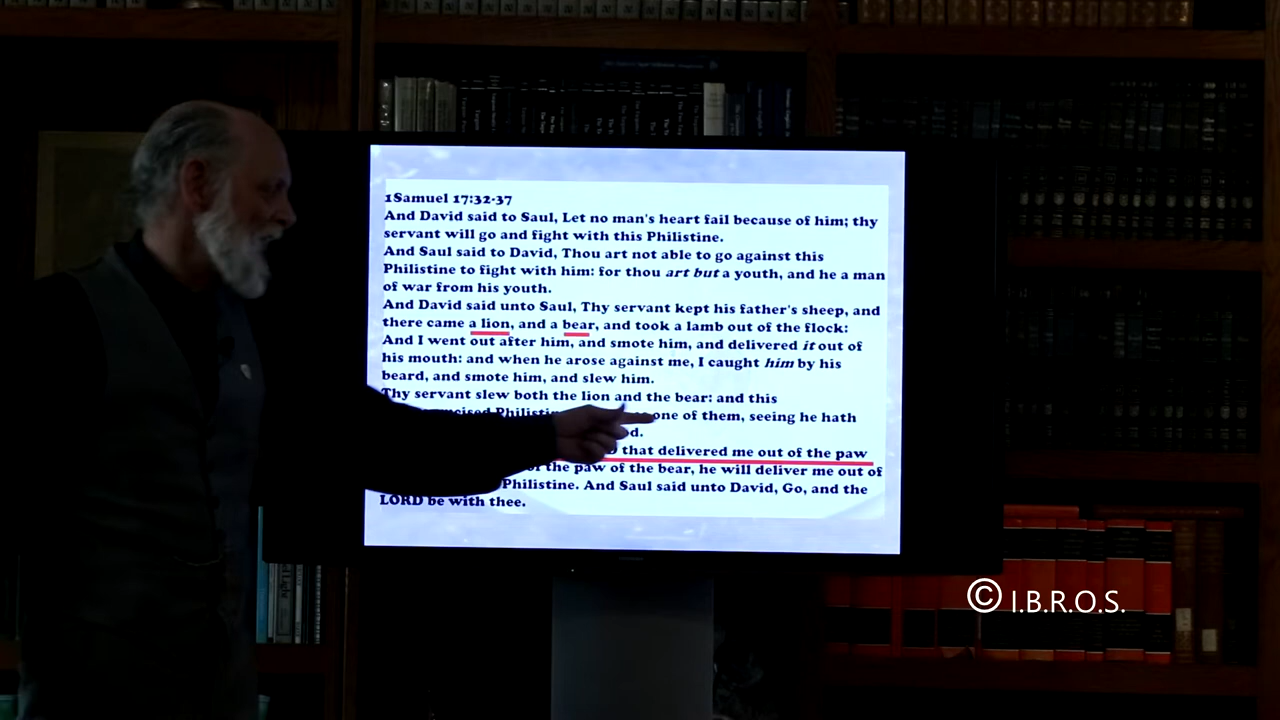 1Samuel 17:32-37
And David said to Saul, Let no man's heart fail because of him; thy
servant will go and fight with this Philistine.
And Saul said to David, Thou art not able to go against this
Philistine to fight with him: for thou art but a youth, and he a man
of war from his youth.
And David said unto Saul, Thy servant kept his father's sheep, and
there came a lion, and a bear, and took a lamb out of the flock:
And I went out after him, and smote him, and delivered it out of
his mouth: and when he arose against me, I caught him by his
beard, and smote him, and slew him.
Thy servant slew both the lion and the bear: and this
one of them, seeing he hath
that delivered me out of the paw
the paw of the bear, he will deliver me out of
Philistine. And Saul said unto David, Go, and the
LORD be with thee.
© I.B.R.O.S.